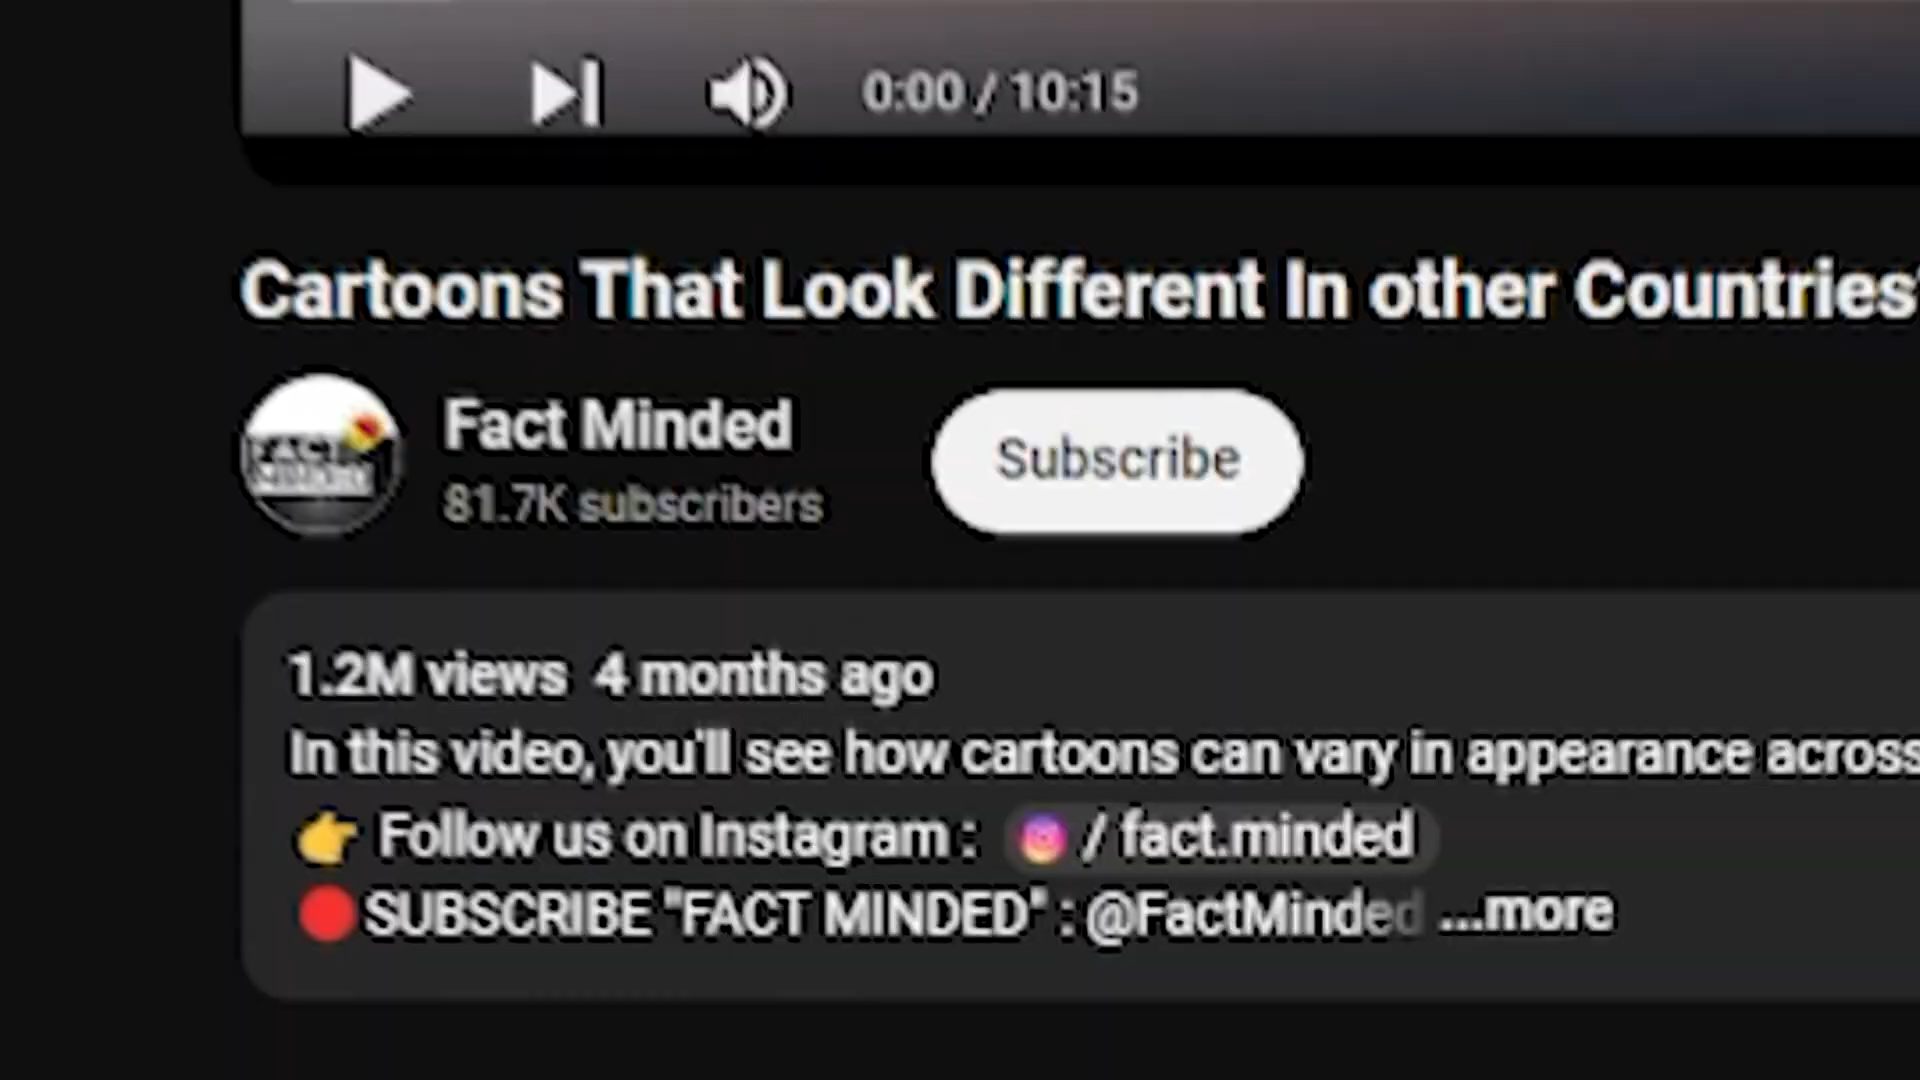 0:00 / 10:15
Cartoons That Look Different In other Countries
FACT
MINDED
Fact Minded
81.7K subscribers
Subscribe
1.2M views 4 months ago
In this video, you'll see how cartoons can vary in appearance across
👉 Follow us on Instagram : / fact.minded
🔴SUBSCRIBE "FACT MINDED" : @FactMinded ...more